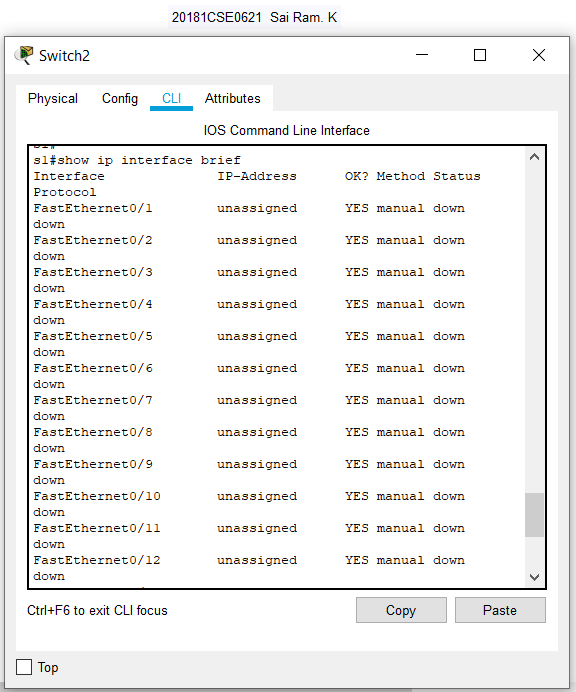 20181CSE0621 Sai Ram. K
Switch2
Physical Config CLI Attributes
IOS Command Line Interface
s1#
s1#show ip interface brief
Interface IP-Address OK? Method Status
Protocol
FastEthernet0/1 unassigned YES manual down
down
FastEthernet0/2 unassigned YES manual down
down
FastEthernet0/3 unassigned YES manual down
down
FastEthernet0/4 unassigned YES manual down
down
FastEthernet0/5 unassigned YES manual down
down
FastEthernet0/6 unassigned YES manual down
down
FastEthernet0/7 unassigned YES manual down
down
FastEthernet0/8 unassigned YES manual down
down
FastEthernet0/9 unassigned YES manual down
down
FastEthernet0/10 unassigned YES manual down
down
FastEthernet0/11 unassigned YES manual down
down
FastEthernet0/12 unassigned YES manual down
down
Ctrl+F6 to exit CLI focus
Copy Paste
Top